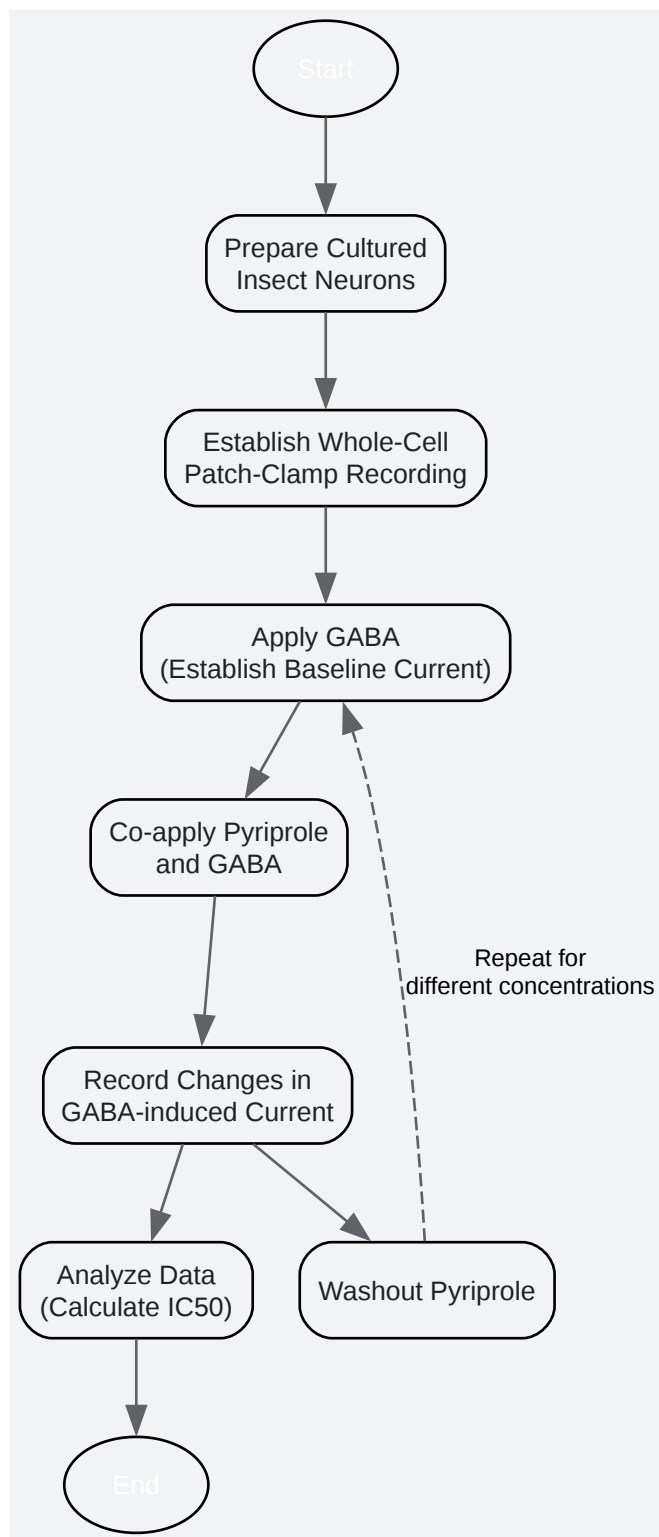 Start
Prepare Cultured
Insect Neurons
Establish Whole-Cell
Patch-Clamp Recording
Apply GABA
(Establish Baseline Current)
Co-apply Pyriprole
and GABA
Repeat for
different concentrations
Record Changes in
GABA-induced Current
Analyze Data
(Calculate IC50)
Washout Pyriprole
End